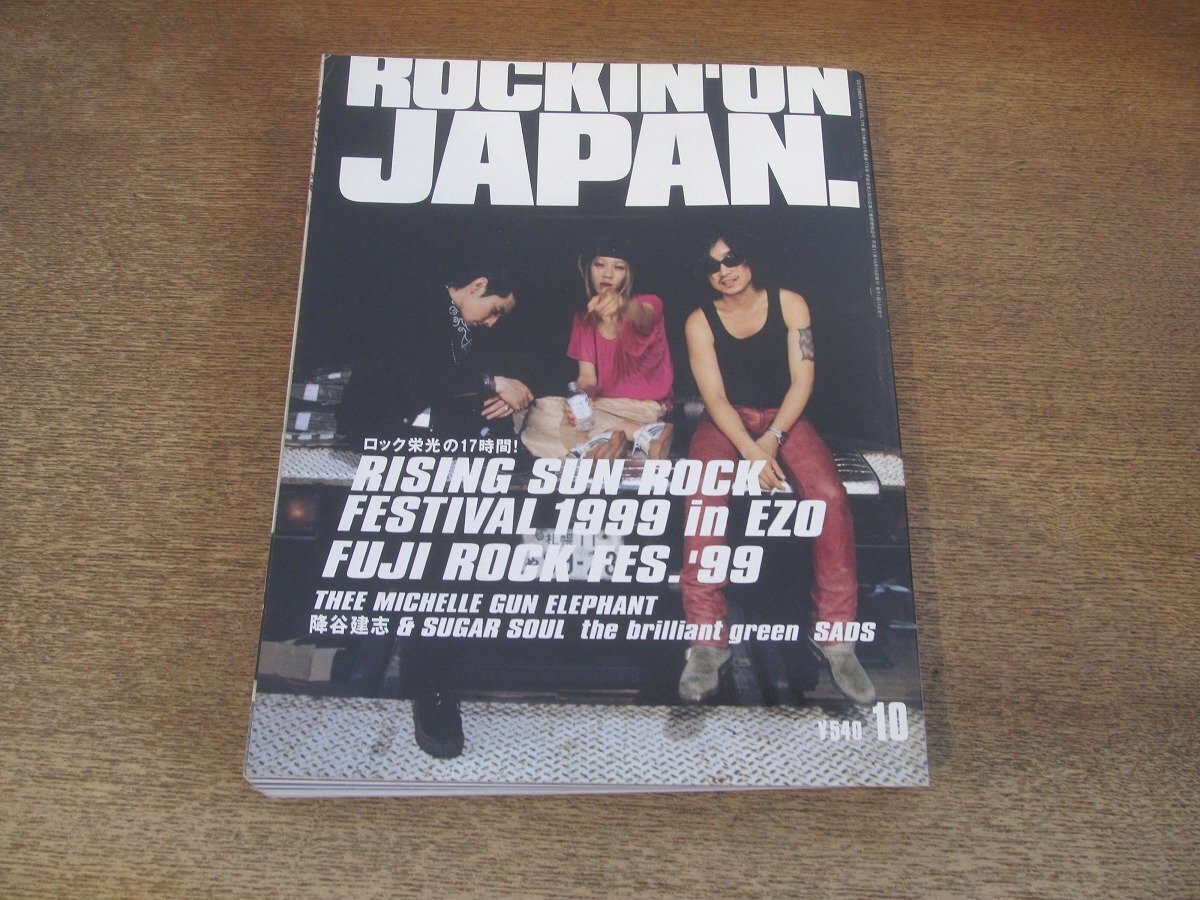 ROCKIN'ON
JAPAN.
ロック栄光の17時間!
RISING SUN ROCK
FESTIVAL 1999 in EZO
FUJI ROCK FES.'99
THEE MICHELLE GUN ELEPHANT
降谷建志 & SUGAR SOUL the brilliant green SADS
¥540 10
札幌